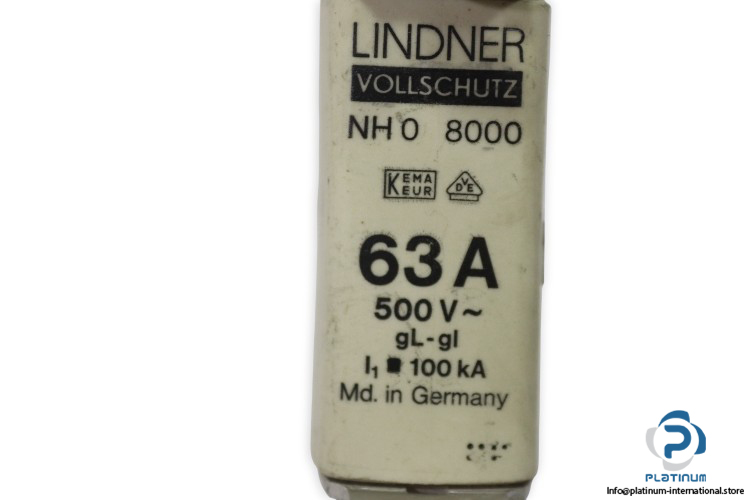 LINDNER
VOLLSCHUTZ
NH 0 8000
KEMA KEUR
VDE
63 A
500 V ~
gL-gI
I1 ■ 100 kA
Md. in Germany
PLATINUM
Info@platinum-international.store